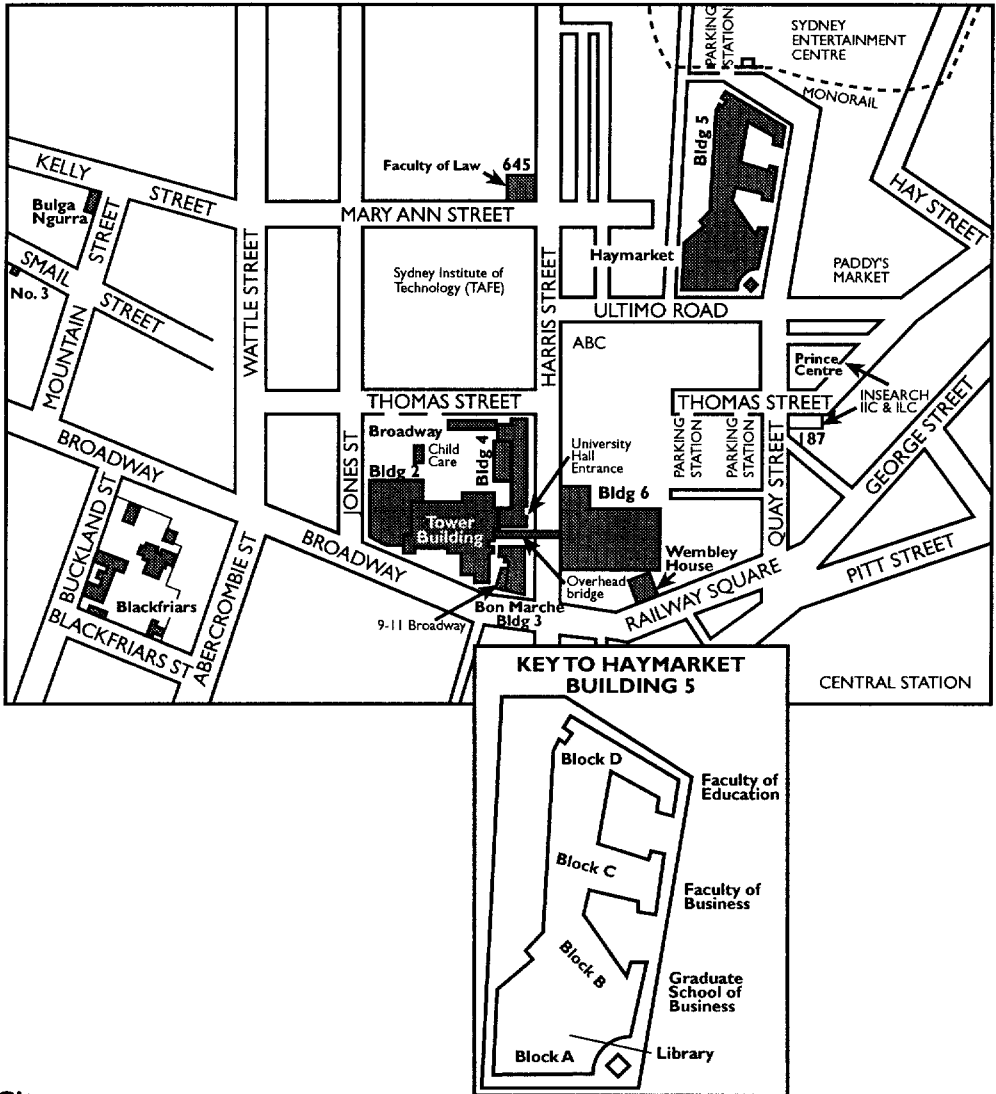 PARKING
STATION
SYDNEY
ENTERTAINMENT
CENTRE
MONORAIL
Bldg 5
KELLY
STREET
Faculty of Law
645
Bulga
Ngurra
STREET
MARY ANN STREET
HAY STREET
SMAIL
STREET
No. 3
MOUNTAIN
WATTLE STREET
Sydney Institute of
Technology (TAFE)
HARRIS STREET
Haymarket
PADDY'S
MARKET
ULTIMO ROAD
ABC
Prince
Centre
THOMAS STREET
THOMAS STREET
INSEARCH
IIC & ILC
187
BROADWAY
JONES ST
Broadway
Child
Care
Bldg 4
Bldg 2
University
Hall
Entrance
PARKING
STATION
PARKING
STATION
QUAY STREET
GEORGE STREET
Bldg 6
Tower
Building
BUCKLAND ST
BROADWAY
Wembley
House
PITT STREET
Overhead
bridge
RAILWAY SQUARE
Blackfriars
ABERCROMBIE ST
BLACKFRIARS ST
9-11 Broadway
Bon Marche
Bldg 3
CENTRAL STATION
KEY TO HAYMARKET
BUILDING 5
Block D
Faculty of
Education
Block C
Faculty of
Business
Block B
Graduate
School of
Business
Block A
Library